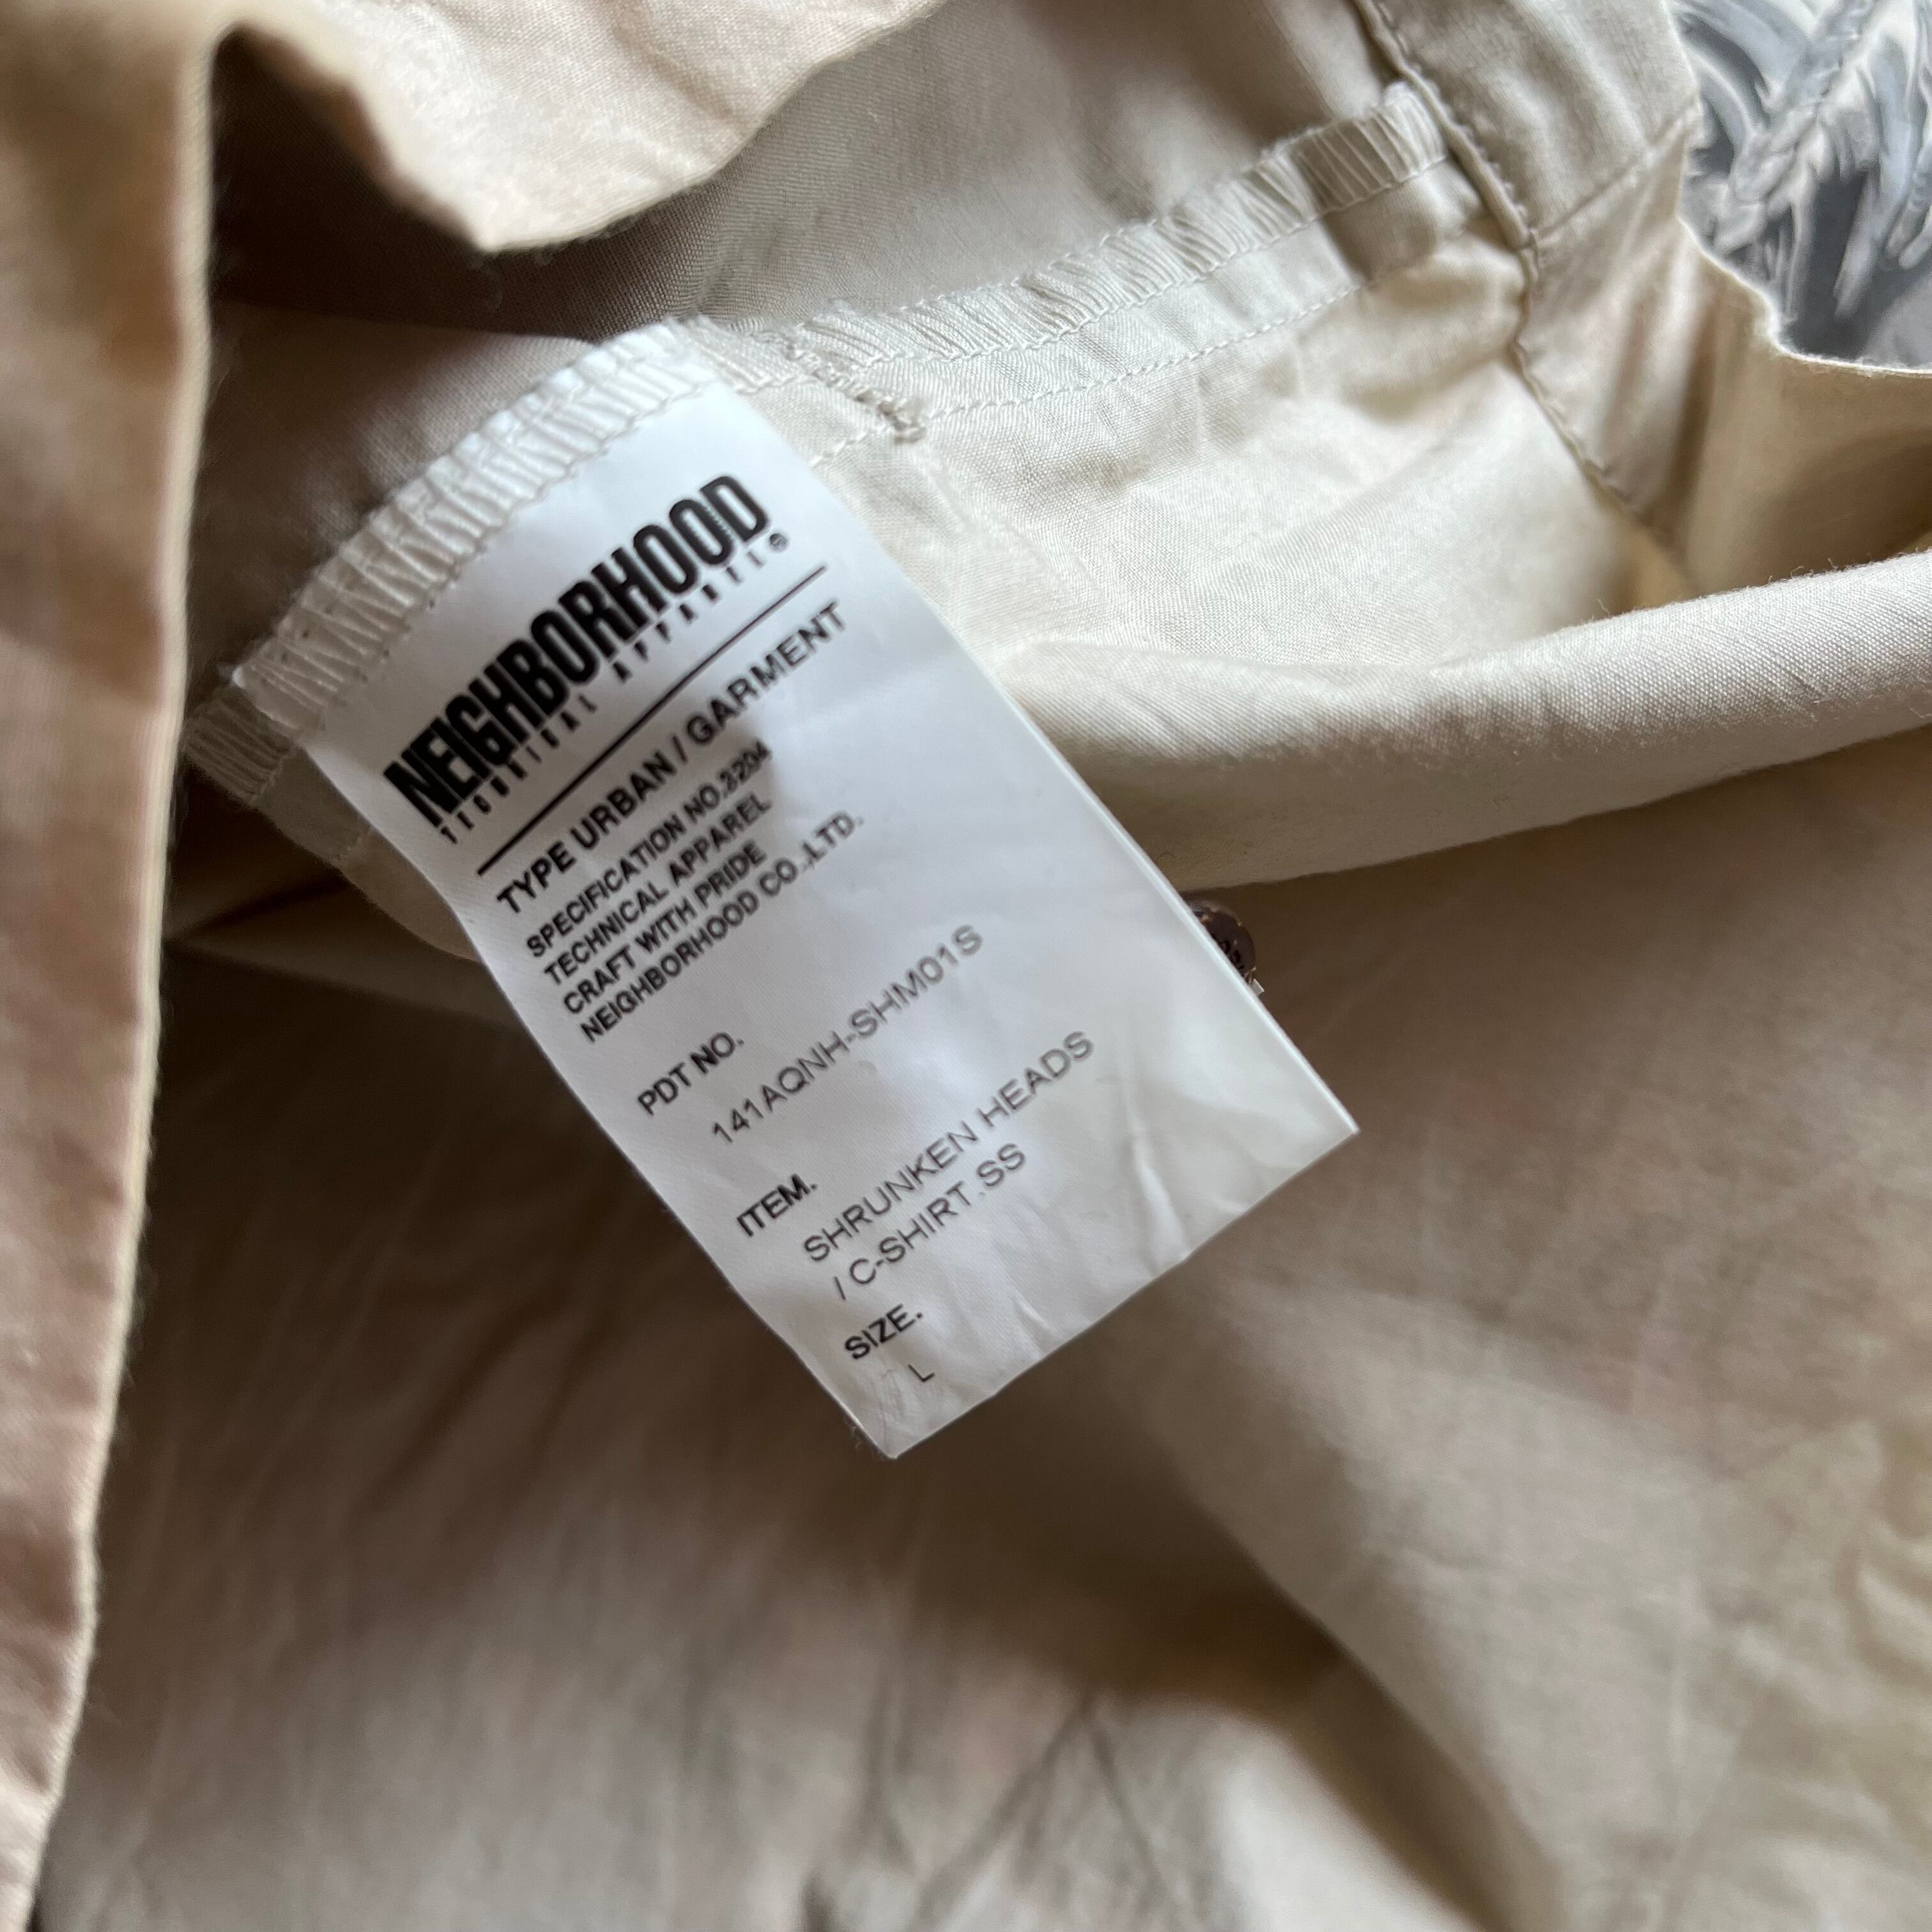 NEIGHBORHOOD
TECHNICAL APPAREL®
TYPE URBAN / GARMENT
SPECIFICATION NO.3204
TECHNICAL APPAREL
CRAFT WITH PRIDE
NEIGHBORHOOD CO.,LTD.
PDT NO.
141AQNH-SHM01S
ITEM.
SHRUNKEN HEADS
/ C-SHIRT.SS
SIZE.
L